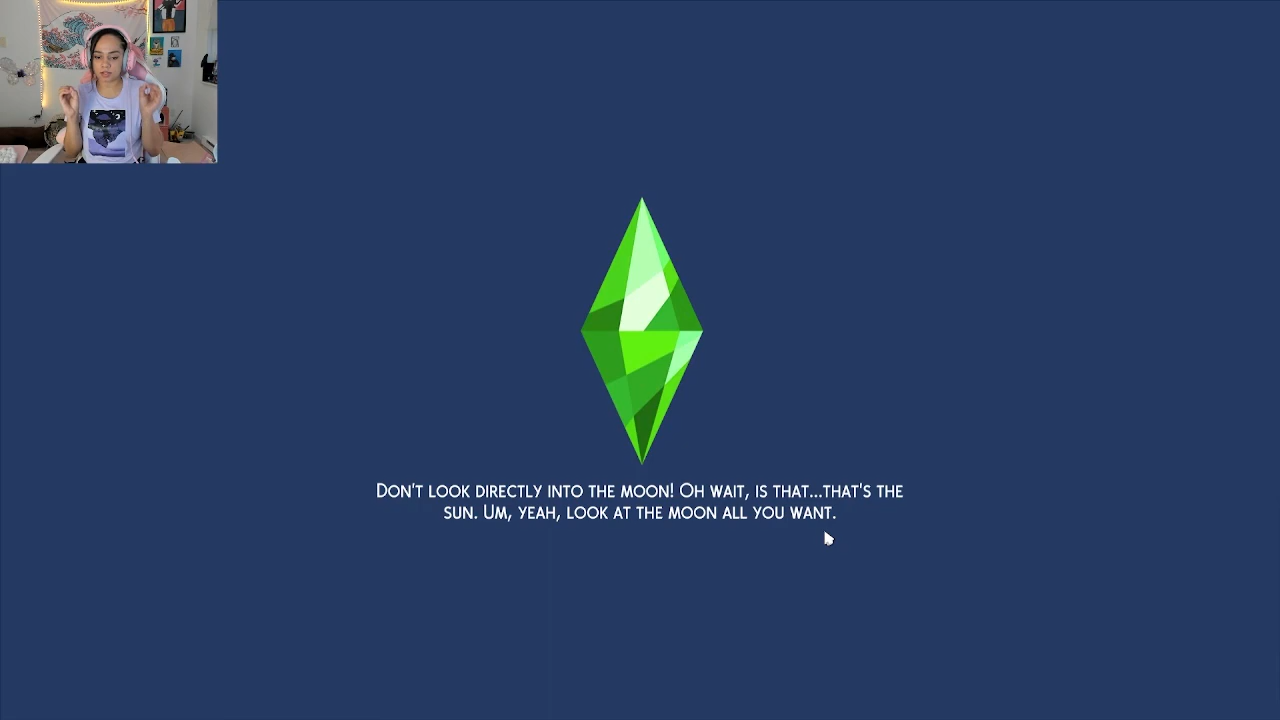 Don't look directly into the moon! Oh wait, is that...that's the
sun. Um, yeah, look at the moon all you want.